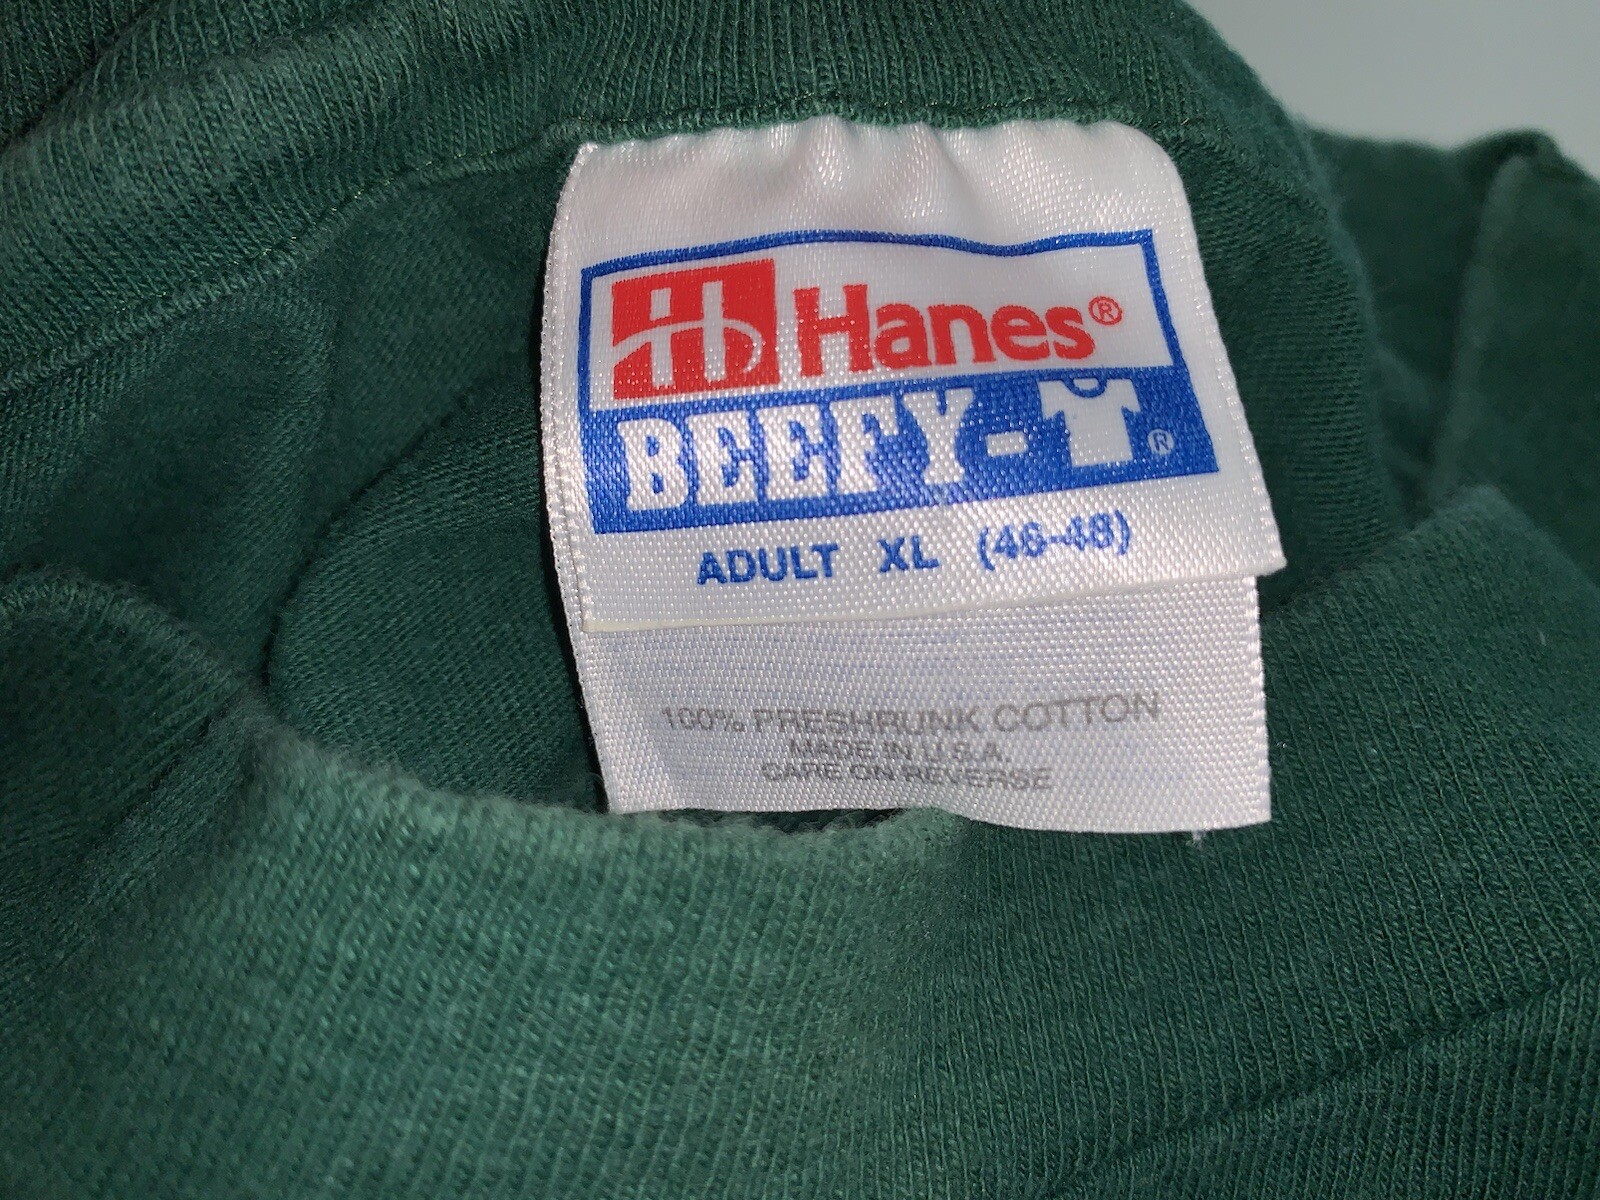 Hanes®
BEEFY-T®
ADULT XL (46-48)
100% PRESHRUNK COTTON
MADE IN U.S.A.
CARE ON REVERSE